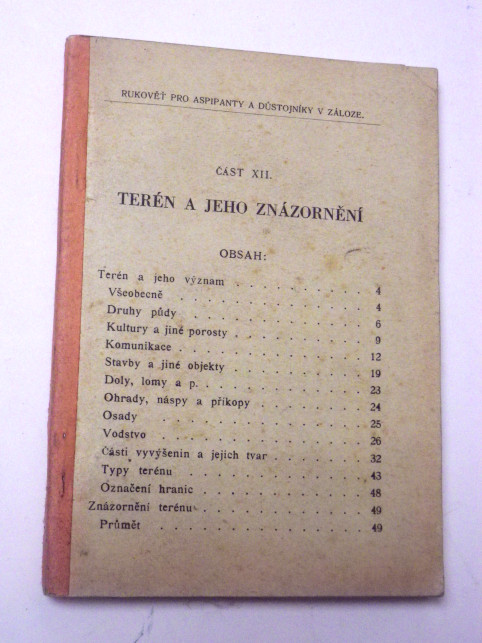 RUKOVĚŤ PRO ASPIPANTY A DŮSTOJNÍKY V ZÁLOZE.
ČÁST XII.
TERÉN A JEHO ZNÁZORNĚNÍ
OBSAH:
Terén a jeho význam . . . . . . . . . 4
Všeobecně . . . . . . . . . . . 4
Druhy půdy . . . . . . . . . . . 6
Kultury a jiné porosty . . . . . . . . 9
Komunikace . . . . . . . . . . . 12
Stavby a jiné objekty . . . . . . . . 19
Doly, lomy a p. . . . . . . . . . 23
Ohrady, náspy a příkopy . . . . . . . 24
Osady . . . . . . . . . . . . 25
Vodstvo . . . . . . . . . . . 26
Části vyvýšenin a jejich tvar . . . . . . 32
Typy terénu . . . . . . . . . . 43
Označení hranic . . . . . . . . . 48
Znázornění terénu . . . . . . . . . 49
Průmět . . . . . . . . . . . 49